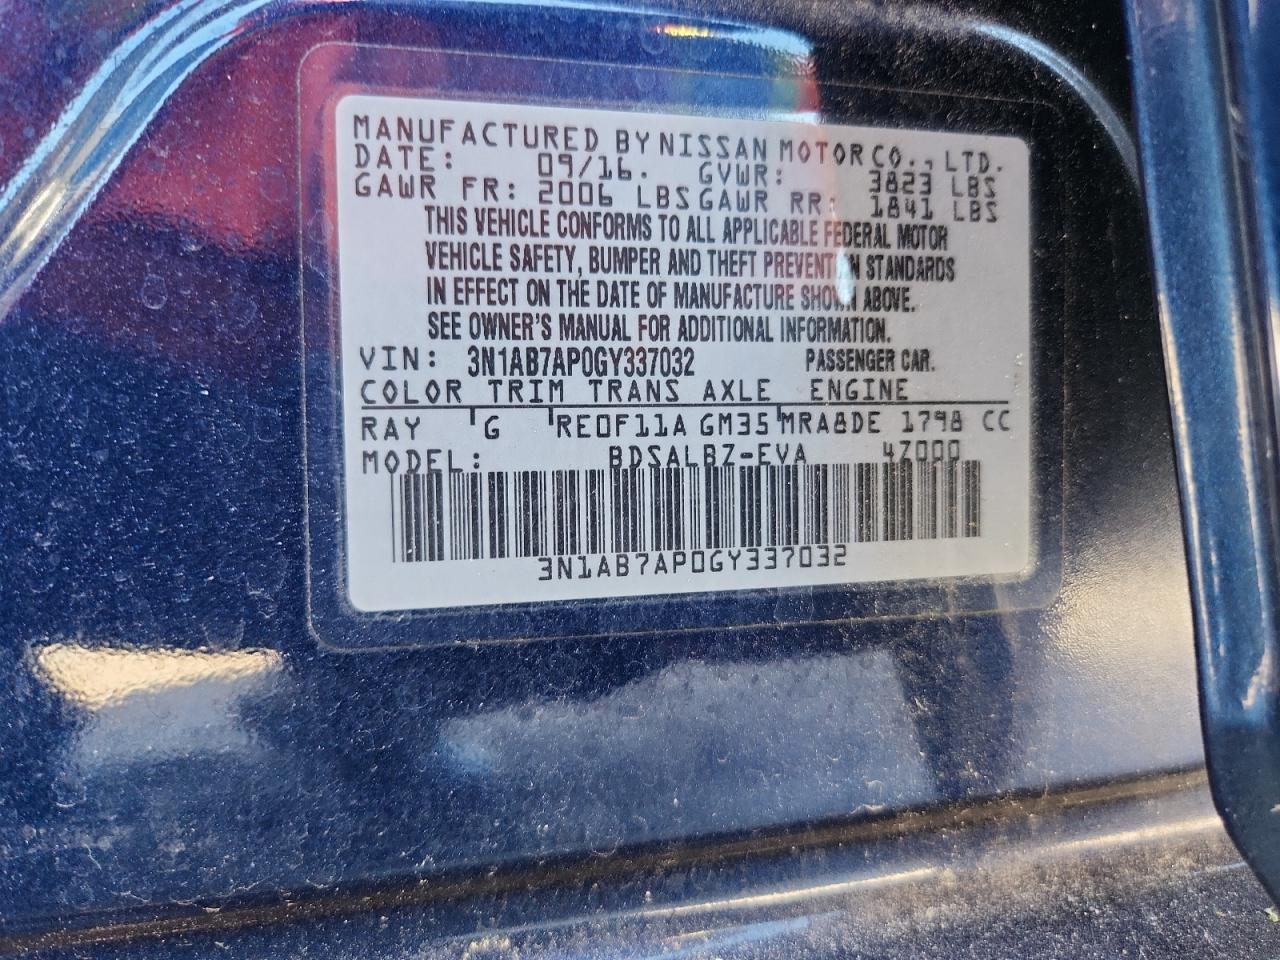 MANUFACTURED BY NISSAN MOTOR CO., LTD.
DATE: 09/16. GVWR: 3823 LBS
GAWR FR: 2006 LBS GAWR RR: 1841 LBS
THIS VEHICLE CONFORMS TO ALL APPLICABLE FEDERAL MOTOR
VEHICLE SAFETY, BUMPER AND THEFT PREVENTION STANDARDS
IN EFFECT ON THE DATE OF MANUFACTURE SHOWN ABOVE.
SEE OWNER'S MANUAL FOR ADDITIONAL INFORMATION.
VIN: 3N1AB7AP0GY337032 PASSENGER CAR.
COLOR TRIM TRANS AXLE ENGINE
RAY G RE0F11A GM35 MRA8DE 1798 CC
MODEL: BDSALBZ-EVA 4Z000
3N1AB7AP0GY337032